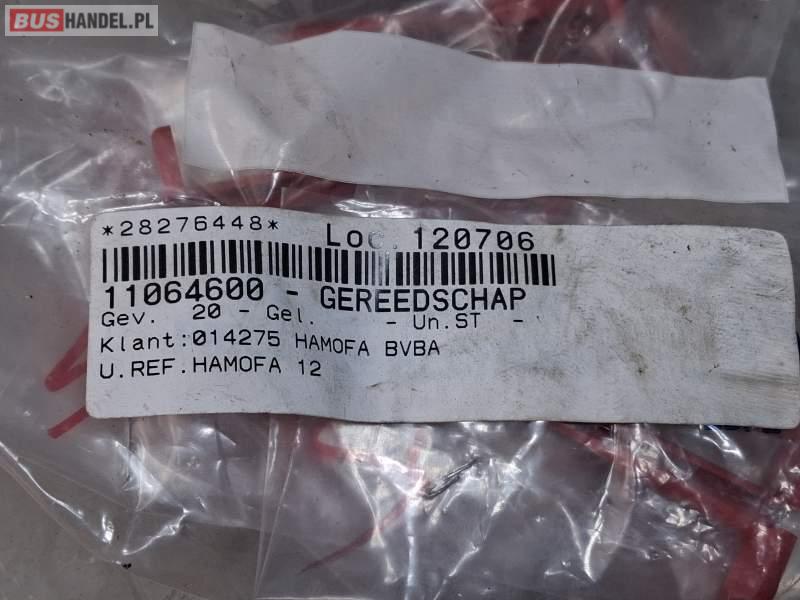 BUSHANDEL.PL
*28276448* Loc. 120706
11064600 - GEREEDSCHAP
Gev. 20 - Gel. - Un.ST -
Klant:014275 HAMOFA BVBA
U.REF.HAMOFA 12